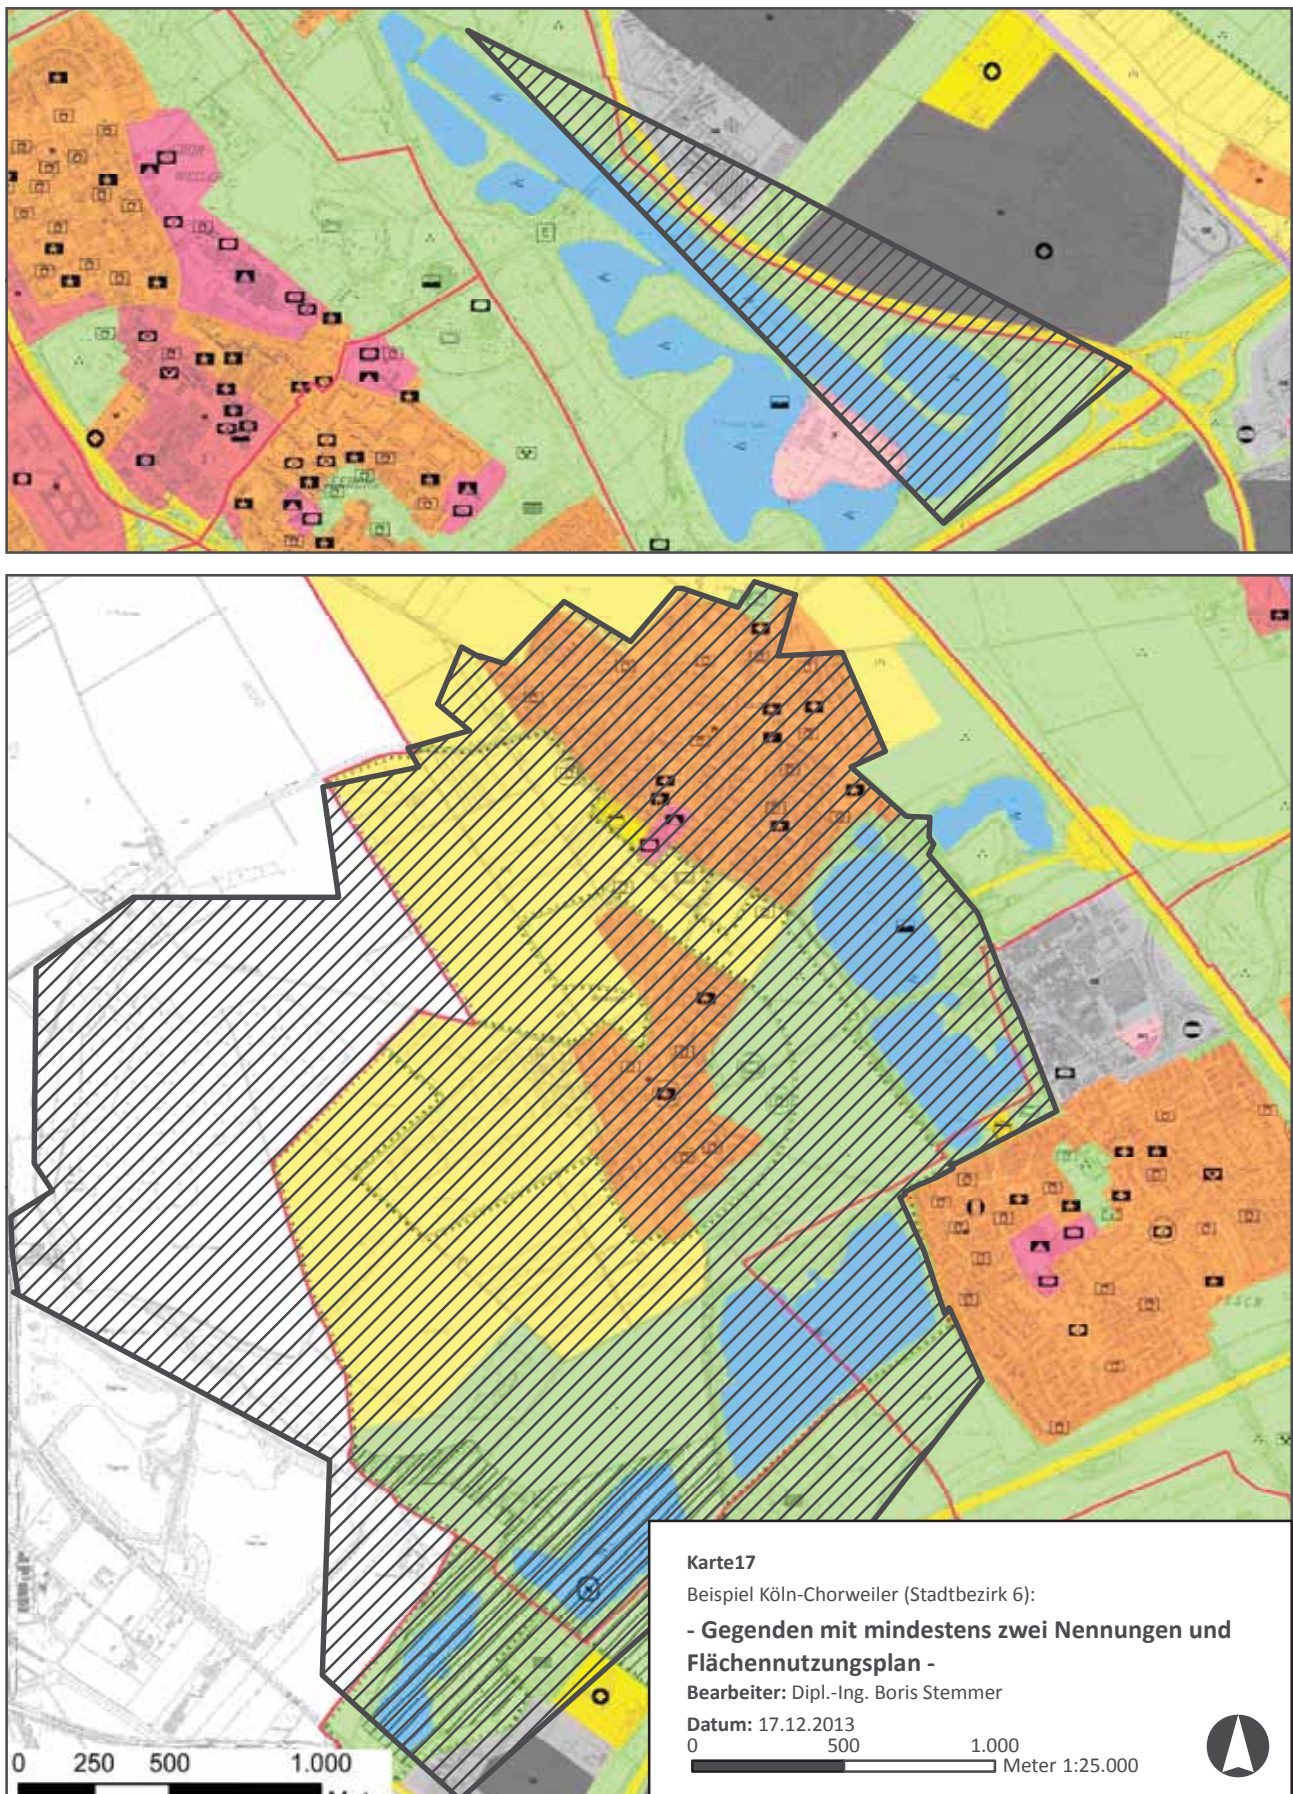 ESCH
Karte17
Beispiel Köln-Chorweiler (Stadtbezirk 6):
- Gegenden mit mindestens zwei Nennungen und
Flächennutzungsplan -
Bearbeiter: Dipl.-Ing. Boris Stemmer
Datum: 17.12.2013
0 500 1.000
Meter 1:25.000
0 250 500 1.000